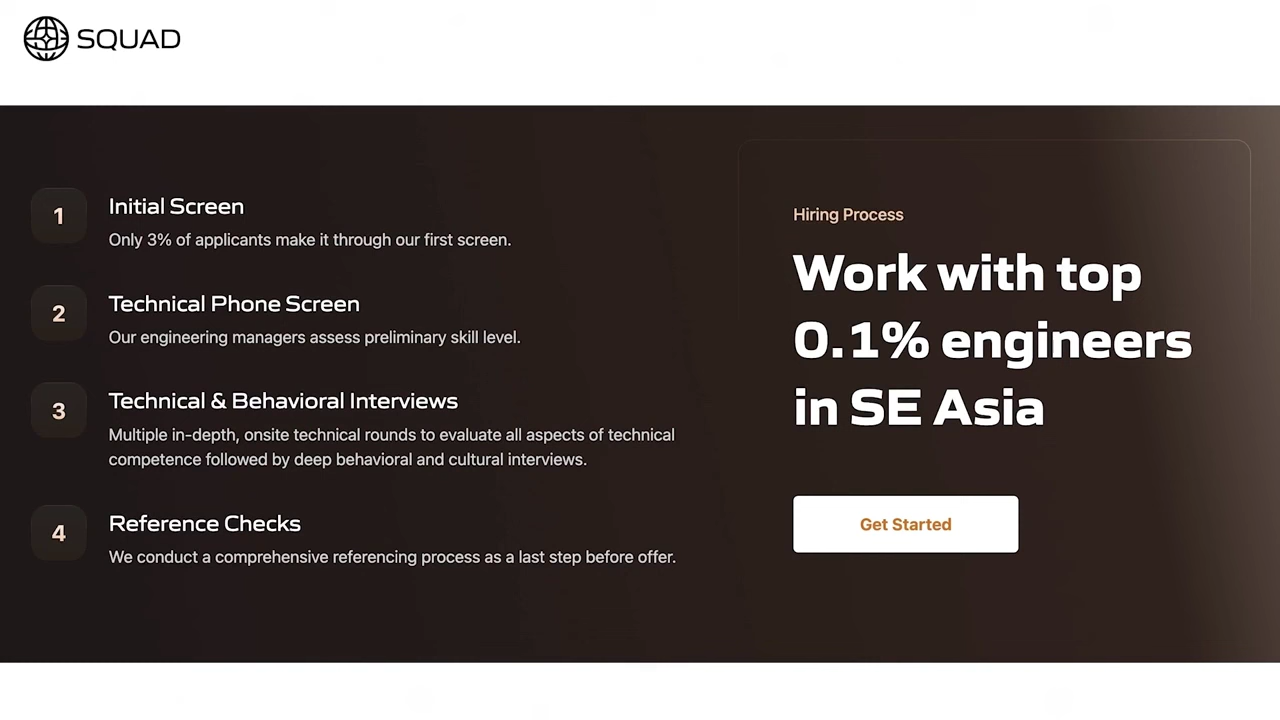 SQUAD
1
Initial Screen
Only 3% of applicants make it through our first screen.
2
Technical Phone Screen
Our engineering managers assess preliminary skill level.
3
Technical & Behavioral Interviews
Multiple in-depth, onsite technical rounds to evaluate all aspects of technical
competence followed by deep behavioral and cultural interviews.
4
Reference Checks
We conduct a comprehensive referencing process as a last step before offer.
Hiring Process
Work with top
0.1% engineers
in SE Asia
Get Started